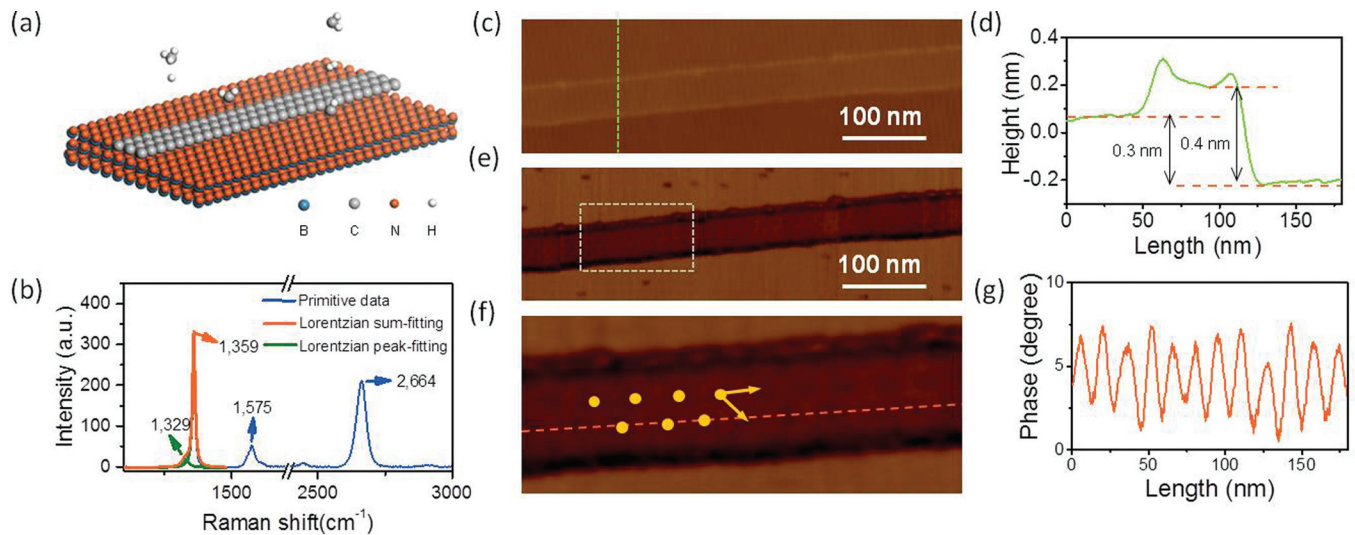 (a)
B C N H
(b)
Intensity (a.u.)
400
300
200
100
0
Primitive data
Lorentzian sum-fitting
Lorentzian peak-fitting
1,359
1,329
1,575
2,664
1500 2500 3000
Raman shift(cm-1)
(c)
100 nm
(e)
100 nm
(f)
(d)
Height (nm)
0.4
0.2
0.0
-0.2
0.3 nm
0.4 nm
0 50 100 150
Length (nm)
(g)
Phase (degree)
10
5
0
0 50 100 150
Length (nm)